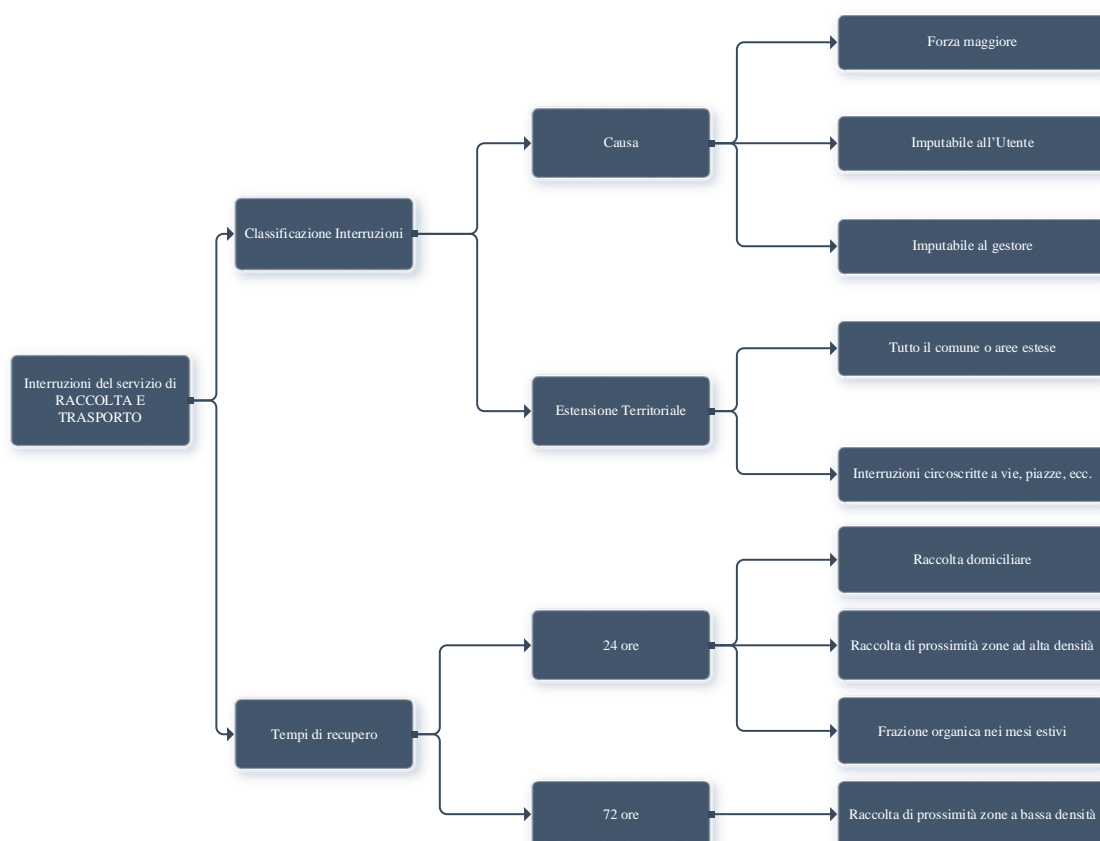 Forza maggiore
Causa
Imputabile all’Utente
Classificazione Interruzioni
Imputabile al gestore
Tutto il comune o aree estese
Interruzioni del servizio di
RACCOLTA E
TRASPORTO
Estensione Territoriale
Interruzioni circoscritte a vie, piazze, ecc.
Raccolta domiciliare
24 ore
Raccolta di prossimità zone ad alta densità
Tempi di recupero
Frazione organica nei mesi estivi
72 ore
Raccolta di prossimità zone a bassa densità